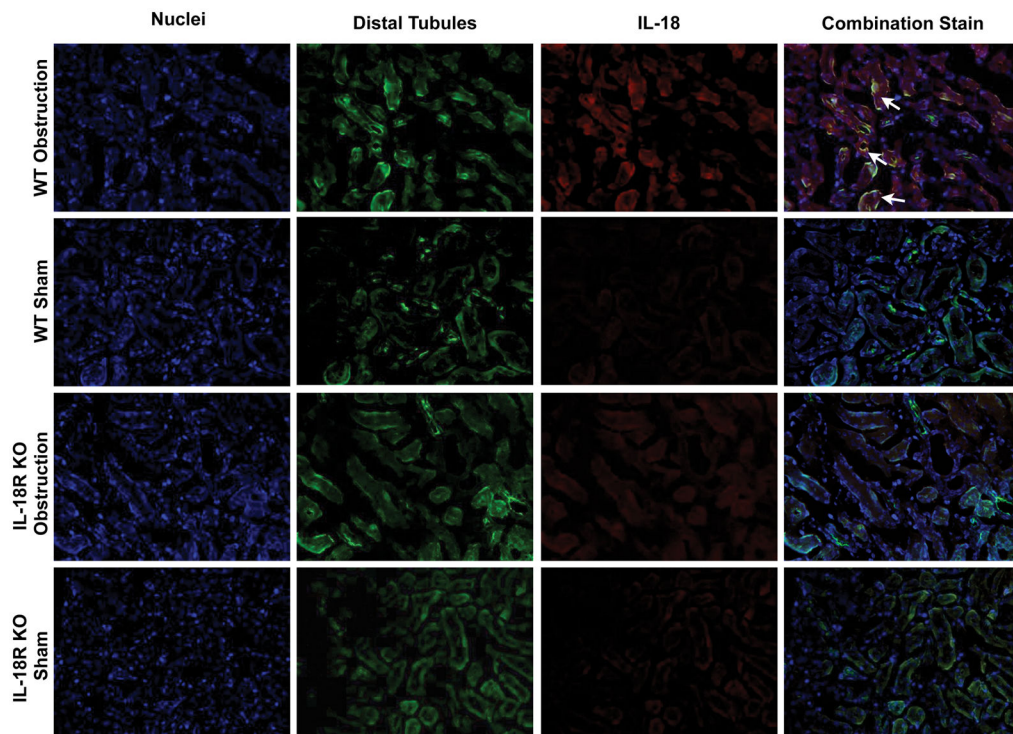 Nuclei
Distal Tubules
IL-18
Combination Stain
WT Obstruction
WT Sham
IL-18R KO
Obstruction
IL-18R KO
Sham